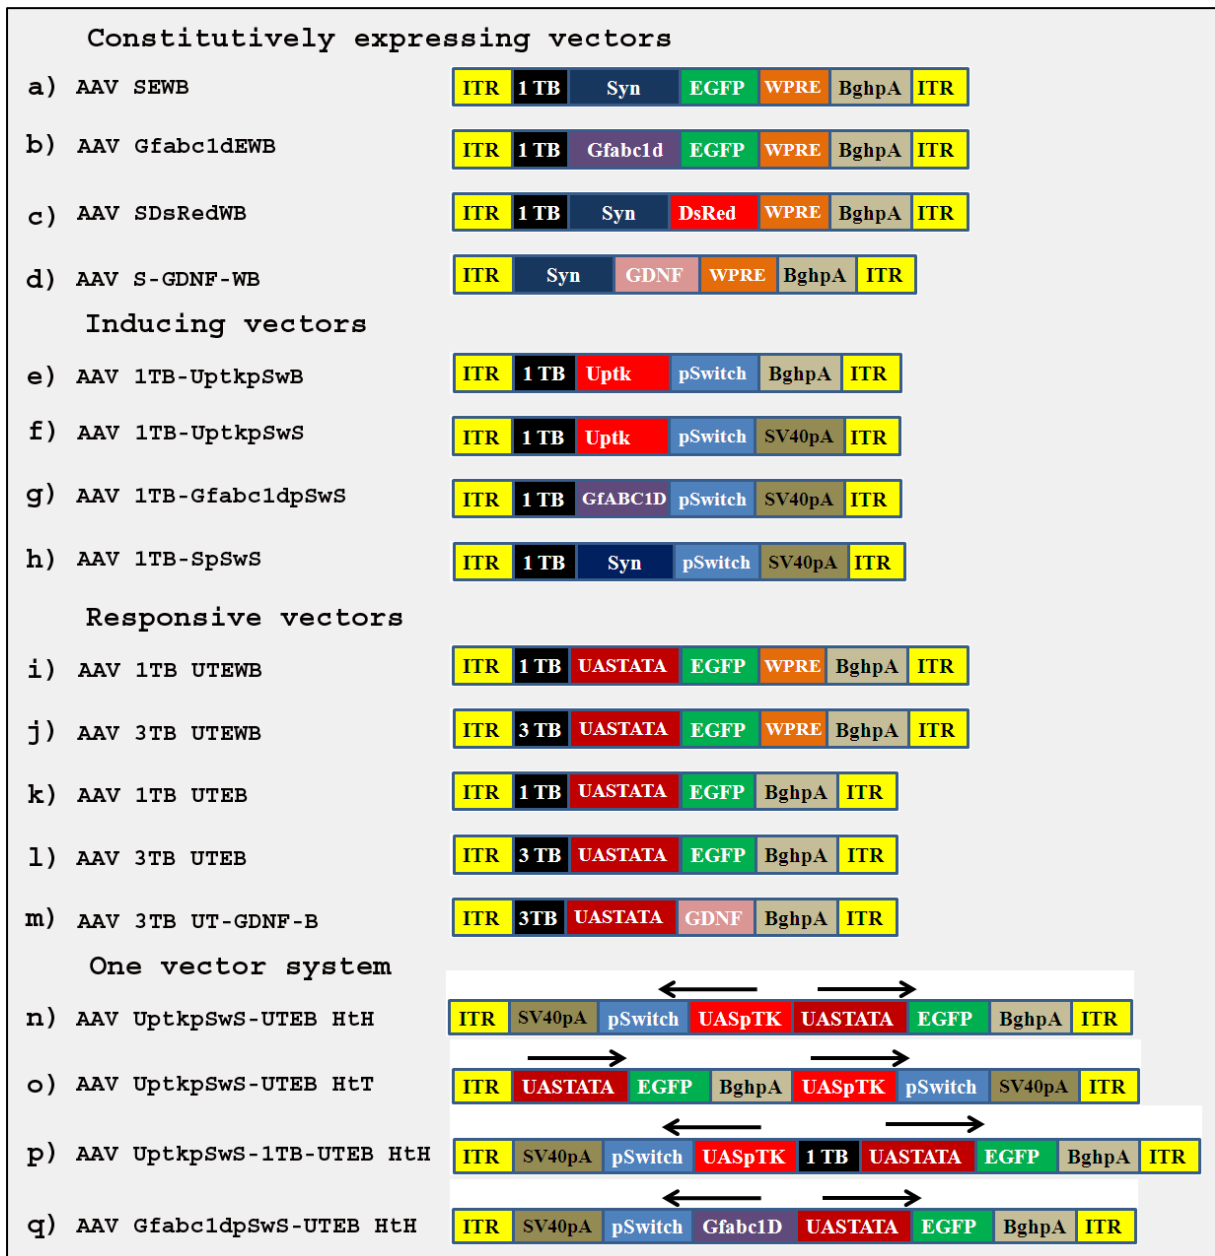 Constitutively expressing vectors
a) AAV SEWB ITR 1 TB Syn EGFP WPRE BghpA ITR
b) AAV Gfabc1dEWB ITR 1 TB Gfabc1d EGFP WPRE BghpA ITR
c) AAV SDsRedWB ITR 1 TB Syn DsRed WPRE BghpA ITR
d) AAV S-GDNF-WB ITR Syn GDNF WPRE BghpA ITR
Inducing vectors
e) AAV 1TB-UptkpSwB ITR 1 TB Uptk pSwitch BghpA ITR
f) AAV 1TB-UptkpSwS ITR 1 TB Uptk pSwitch SV40pA ITR
g) AAV 1TB-Gfabc1dpSwS ITR 1 TB GfABC1D pSwitch SV40pA ITR
h) AAV 1TB-SpSwS ITR 1 TB Syn pSwitch SV40pA ITR
Responsive vectors
i) AAV 1TB UTEWB ITR 1 TB UASTATA EGFP WPRE BghpA ITR
j) AAV 3TB UTEWB ITR 3 TB UASTATA EGFP WPRE BghpA ITR
k) AAV 1TB UTEB ITR 1 TB UASTATA EGFP BghpA ITR
l) AAV 3TB UTEB ITR 3 TB UASTATA EGFP BghpA ITR
m) AAV 3TB UT-GDNF-B ITR 3TB UASTATA GDNF BghpA ITR
One vector system
n) AAV UptkpSwS-UTEB HtH ITR SV40pA pSwitch UASpTK UASTATA EGFP BghpA ITR
o) AAV UptkpSwS-UTEB HtT ITR UASTATA EGFP BghpA UASpTK pSwitch SV40pA ITR
p) AAV UptkpSwS-1TB-UTEB HtH ITR SV40pA pSwitch UASpTK 1 TB UASTATA EGFP BghpA ITR
q) AAV Gfabc1dpSwS-UTEB HtH ITR SV40pA pSwitch Gfabc1D UASTATA EGFP BghpA ITR